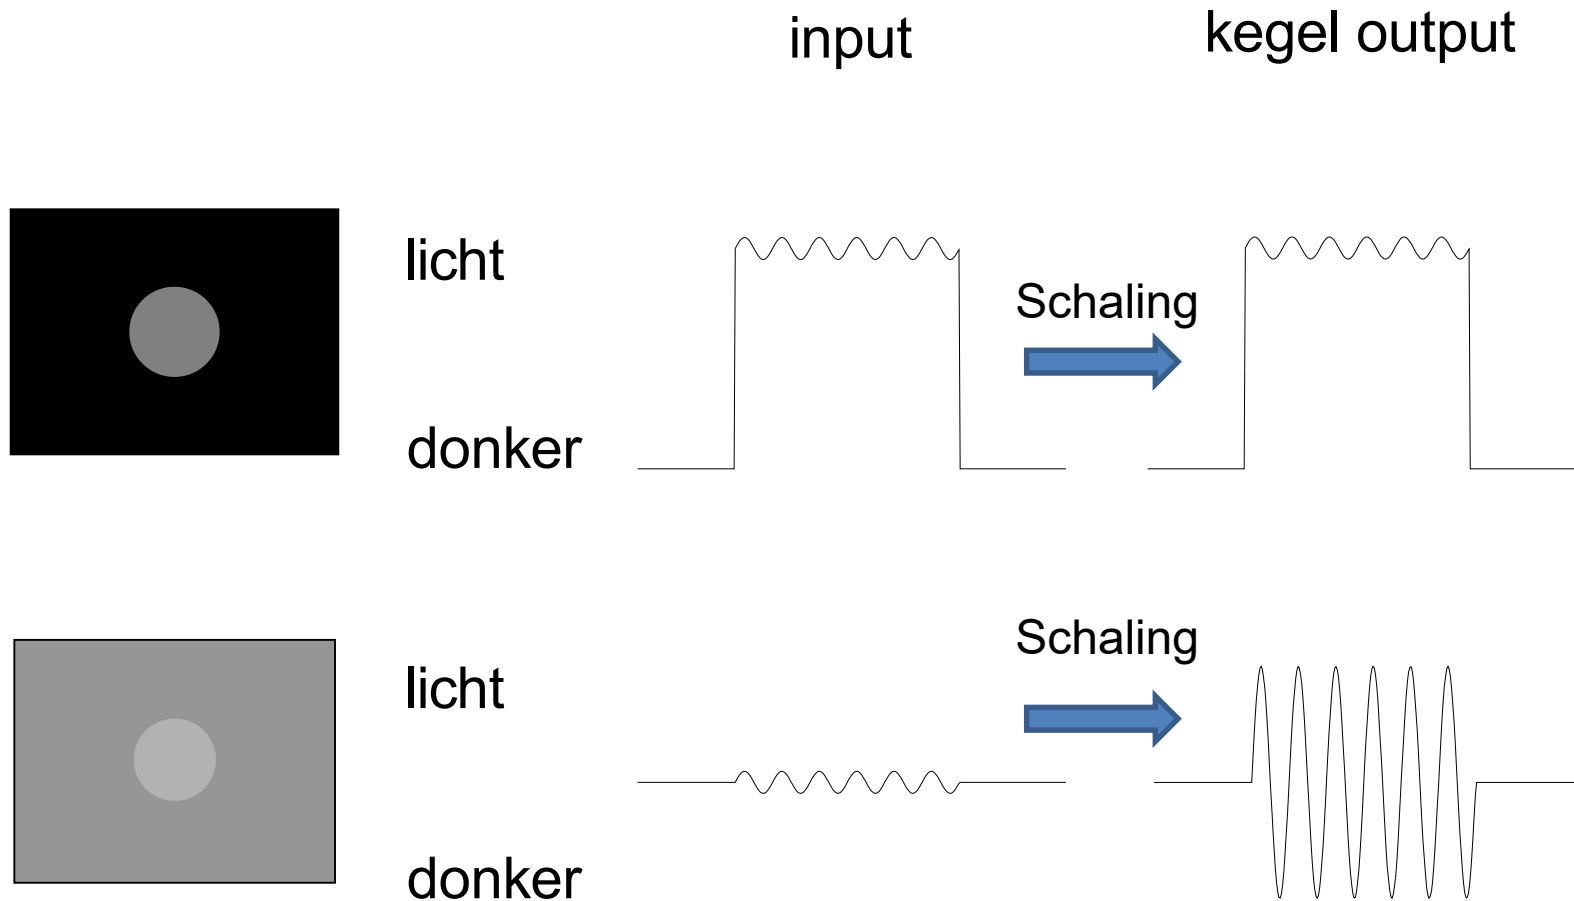 input
kegel output
licht
Schaling
donker
Schaling
licht
donker